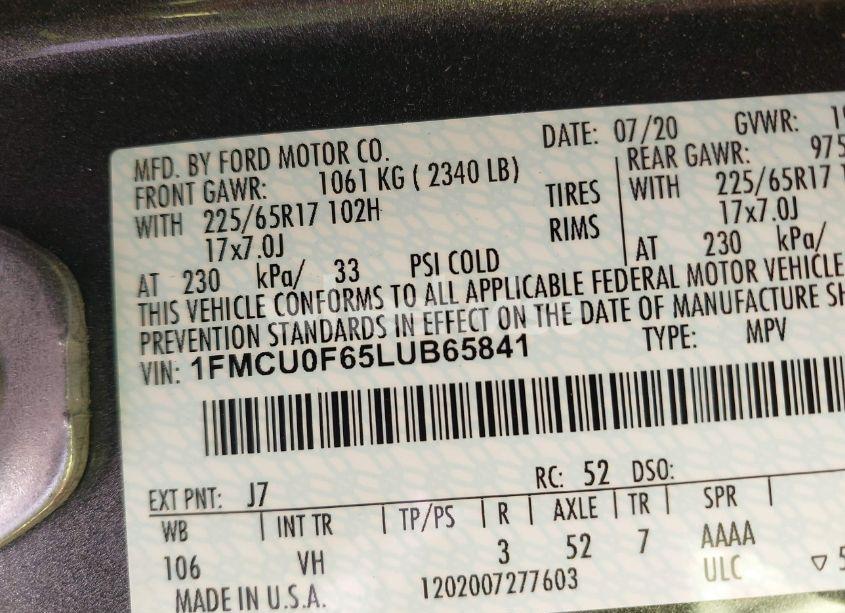 MFD. BY FORD MOTOR CO.
DATE: 07/20 GVWR:
FRONT GAWR: 1061 KG ( 2340 LB)
REAR GAWR: 975
WITH 225/65R17 102H TIRES
WITH 225/65R17
17x7.0J RIMS
17x7.0J
AT 230 kPa/ 33 PSI COLD
AT 230 kPa/
THIS VEHICLE CONFORMS TO ALL APPLICABLE FEDERAL MOTOR VEHICLE
PREVENTION STANDARDS IN EFFECT ON THE DATE OF MANUFACTURE SH
VIN: 1FMCU0F65LUB65841 TYPE: MPV
EXT PNT: J7 RC: 52 DSO:
WB INT TR TP/PS R AXLE TR SPR
106 VH 3 52 7 AAAA
ULC
MADE IN U.S.A. 1202007277603